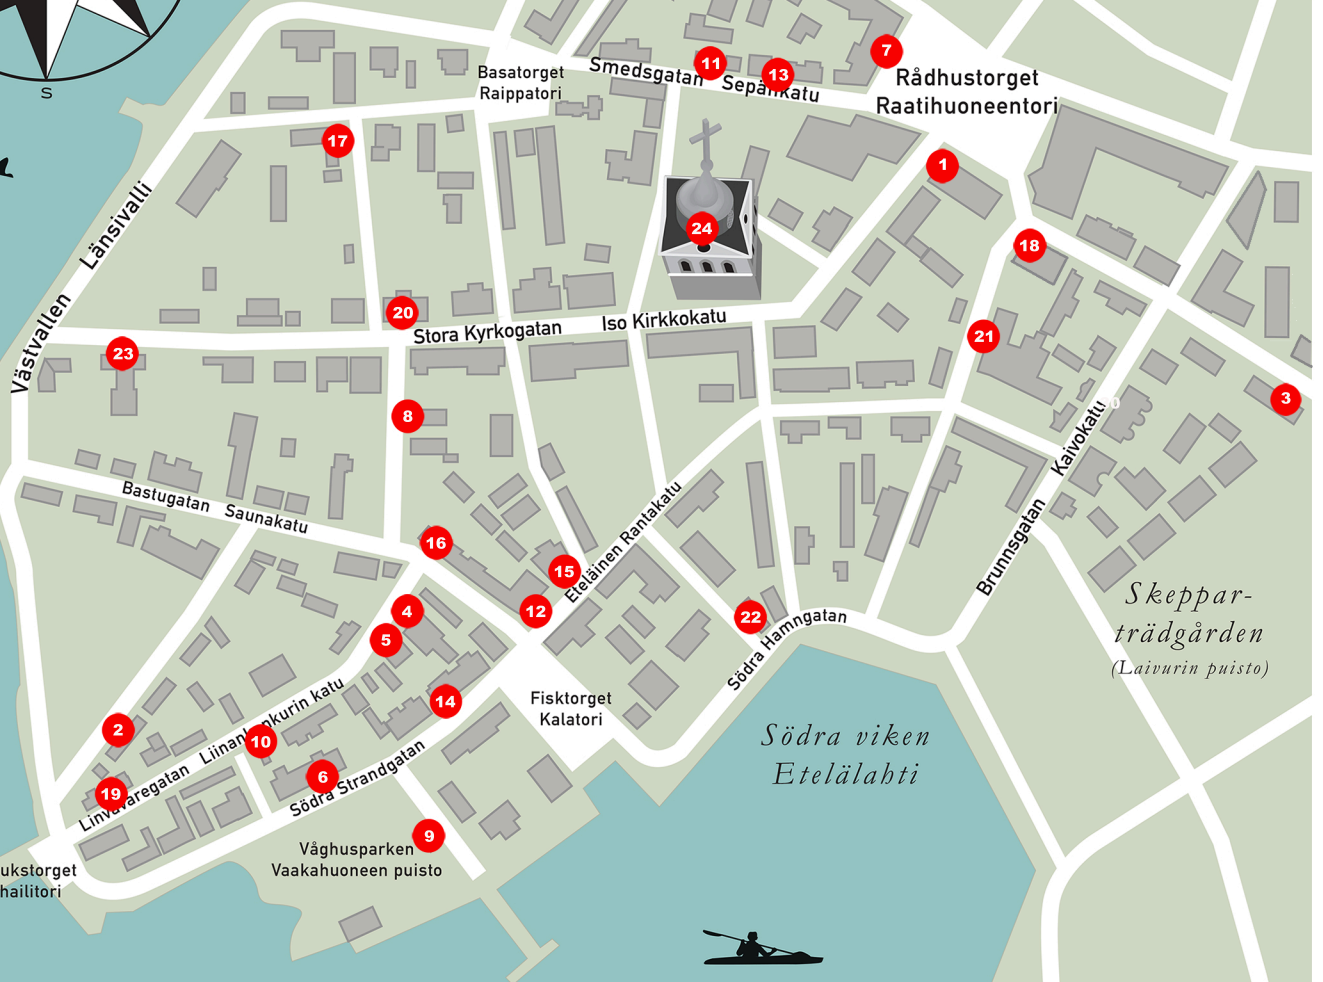 S
7
11
13
Smedsgatan Sepänkatu
Rådhustorget
Raatihuoneentori
Basatorget
Raippatori
17
1
Länsivalli
Västvallen
24
18
20
Stora Kyrkogatan Iso Kirkkokatu
21
23
3
8
Kaivokatu
Brunnsgatan
Bastugatan Saunakatu
16
15
Eteläinen Rantakatu
12
4
5
22
Södra Hamngatan
Skeppar-
trädgården
(Laivurin puisto)
14
Fisktorget
Kalatori
2
10
Linvävaregatan Liinankankurin katu
19
6
Södra Strandgatan
Södra viken
Etelälahti
9
Våghusparken
Vaakahuoneen puisto
ukstorget
hailitori